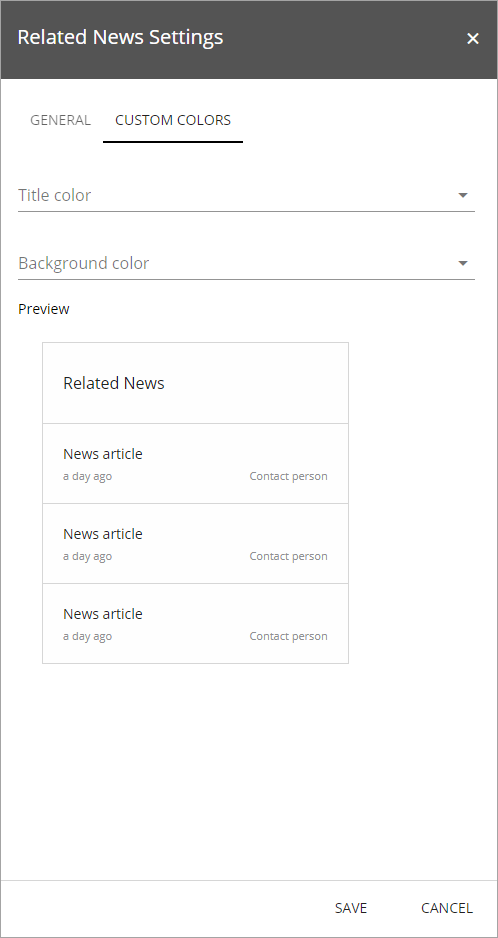 Related News Settings ×
GENERAL CUSTOM COLORS
Title color
Background color
Preview
Related News
News article
a day ago Contact person
News article
a day ago Contact person
News article
a day ago Contact person
SAVE CANCEL